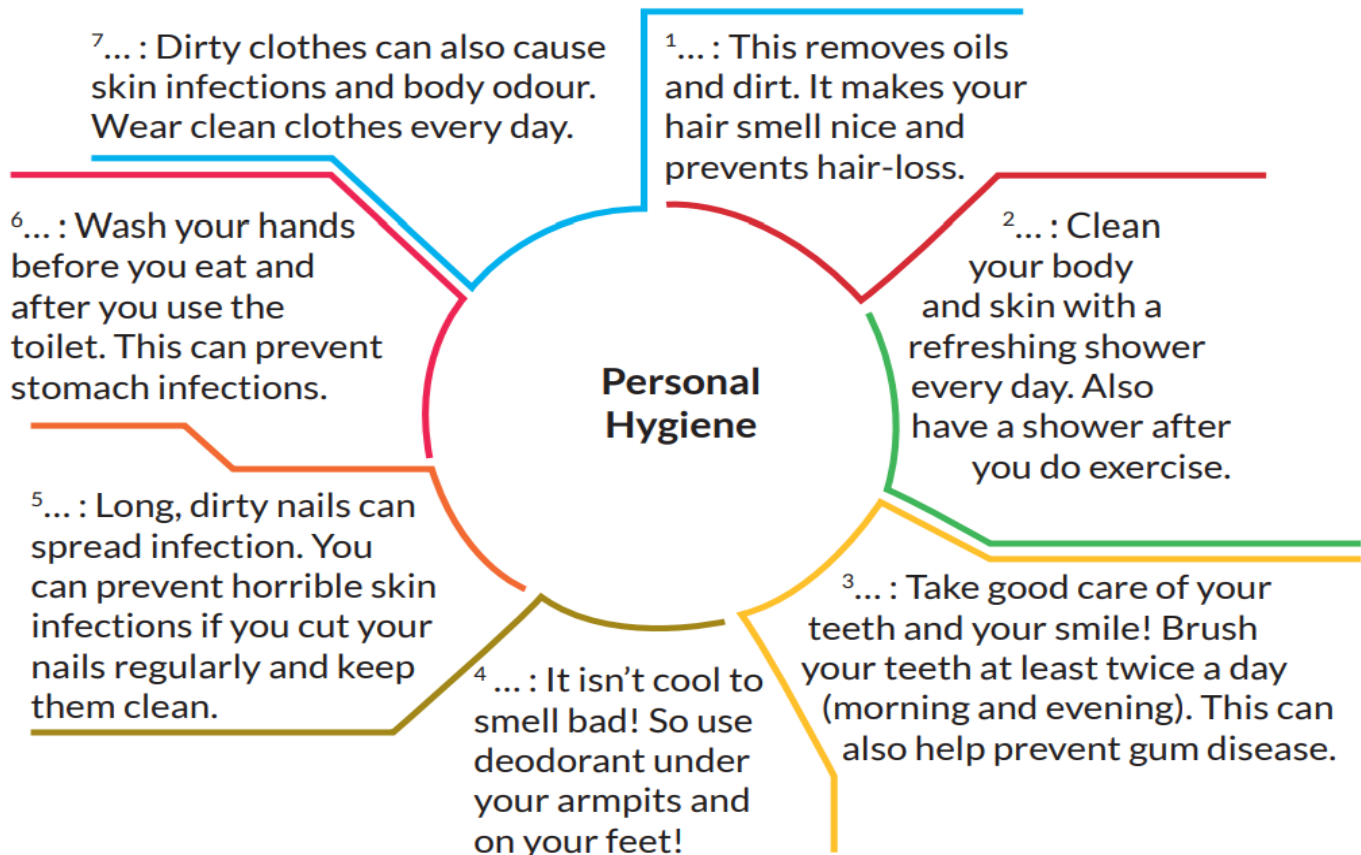 Personal
Hygiene
¹... : This removes oils
and dirt. It makes your
hair smell nice and
prevents hair-loss.
²... : Clean
your body
and skin with a
refreshing shower
every day. Also
have a shower after
you do exercise.
³... : Take good care of your
teeth and your smile! Brush
your teeth at least twice a day
(morning and evening). This can
also help prevent gum disease.
⁴ ... : It isn’t cool to
smell bad! So use
deodorant under
your armpits and
on your feet!
⁵... : Long, dirty nails can
spread infection. You
can prevent horrible skin
infections if you cut your
nails regularly and keep
them clean.
⁶... : Wash your hands
before you eat and
after you use the
toilet. This can prevent
stomach infections.
⁷... : Dirty clothes can also cause
skin infections and body odour.
Wear clean clothes every day.